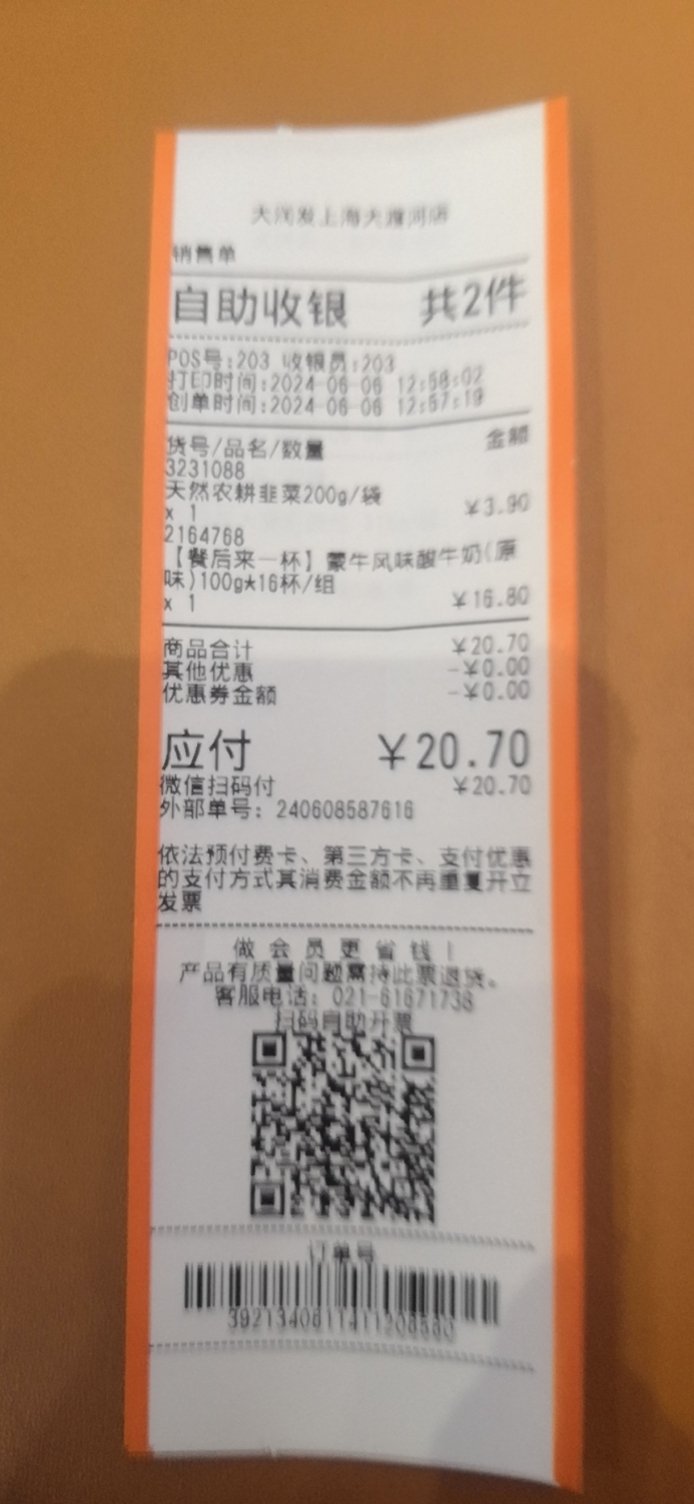 大润发上海大渡河店
销售单
自助收银 共2件
POS号:203 收银员:203
打印时间:2024-06-06 12:58:02
创单时间:2024-06-06 12:57:19
货号/品名/数量 金额
3231088
天然农耕韭菜200g/袋
x 1 ￥3.90
2164768
【餐后来一杯】蒙牛风味酸牛奶(原
味)100g*16杯/组
x 1 ￥16.80
商品合计 ￥20.70
其他优惠 -￥0.00
优惠券金额 -￥0.00
应付 ￥20.70
微信扫码付 ￥20.70
外部单号: 240608587616
依法预付费卡、第三方卡、支付优惠
的支付方式其消费金额不再重复开立
发票
做会员更省钱!
产品有质量问题需持此票退货。
客服电话: 021-61671738
扫码自助开票
订单号